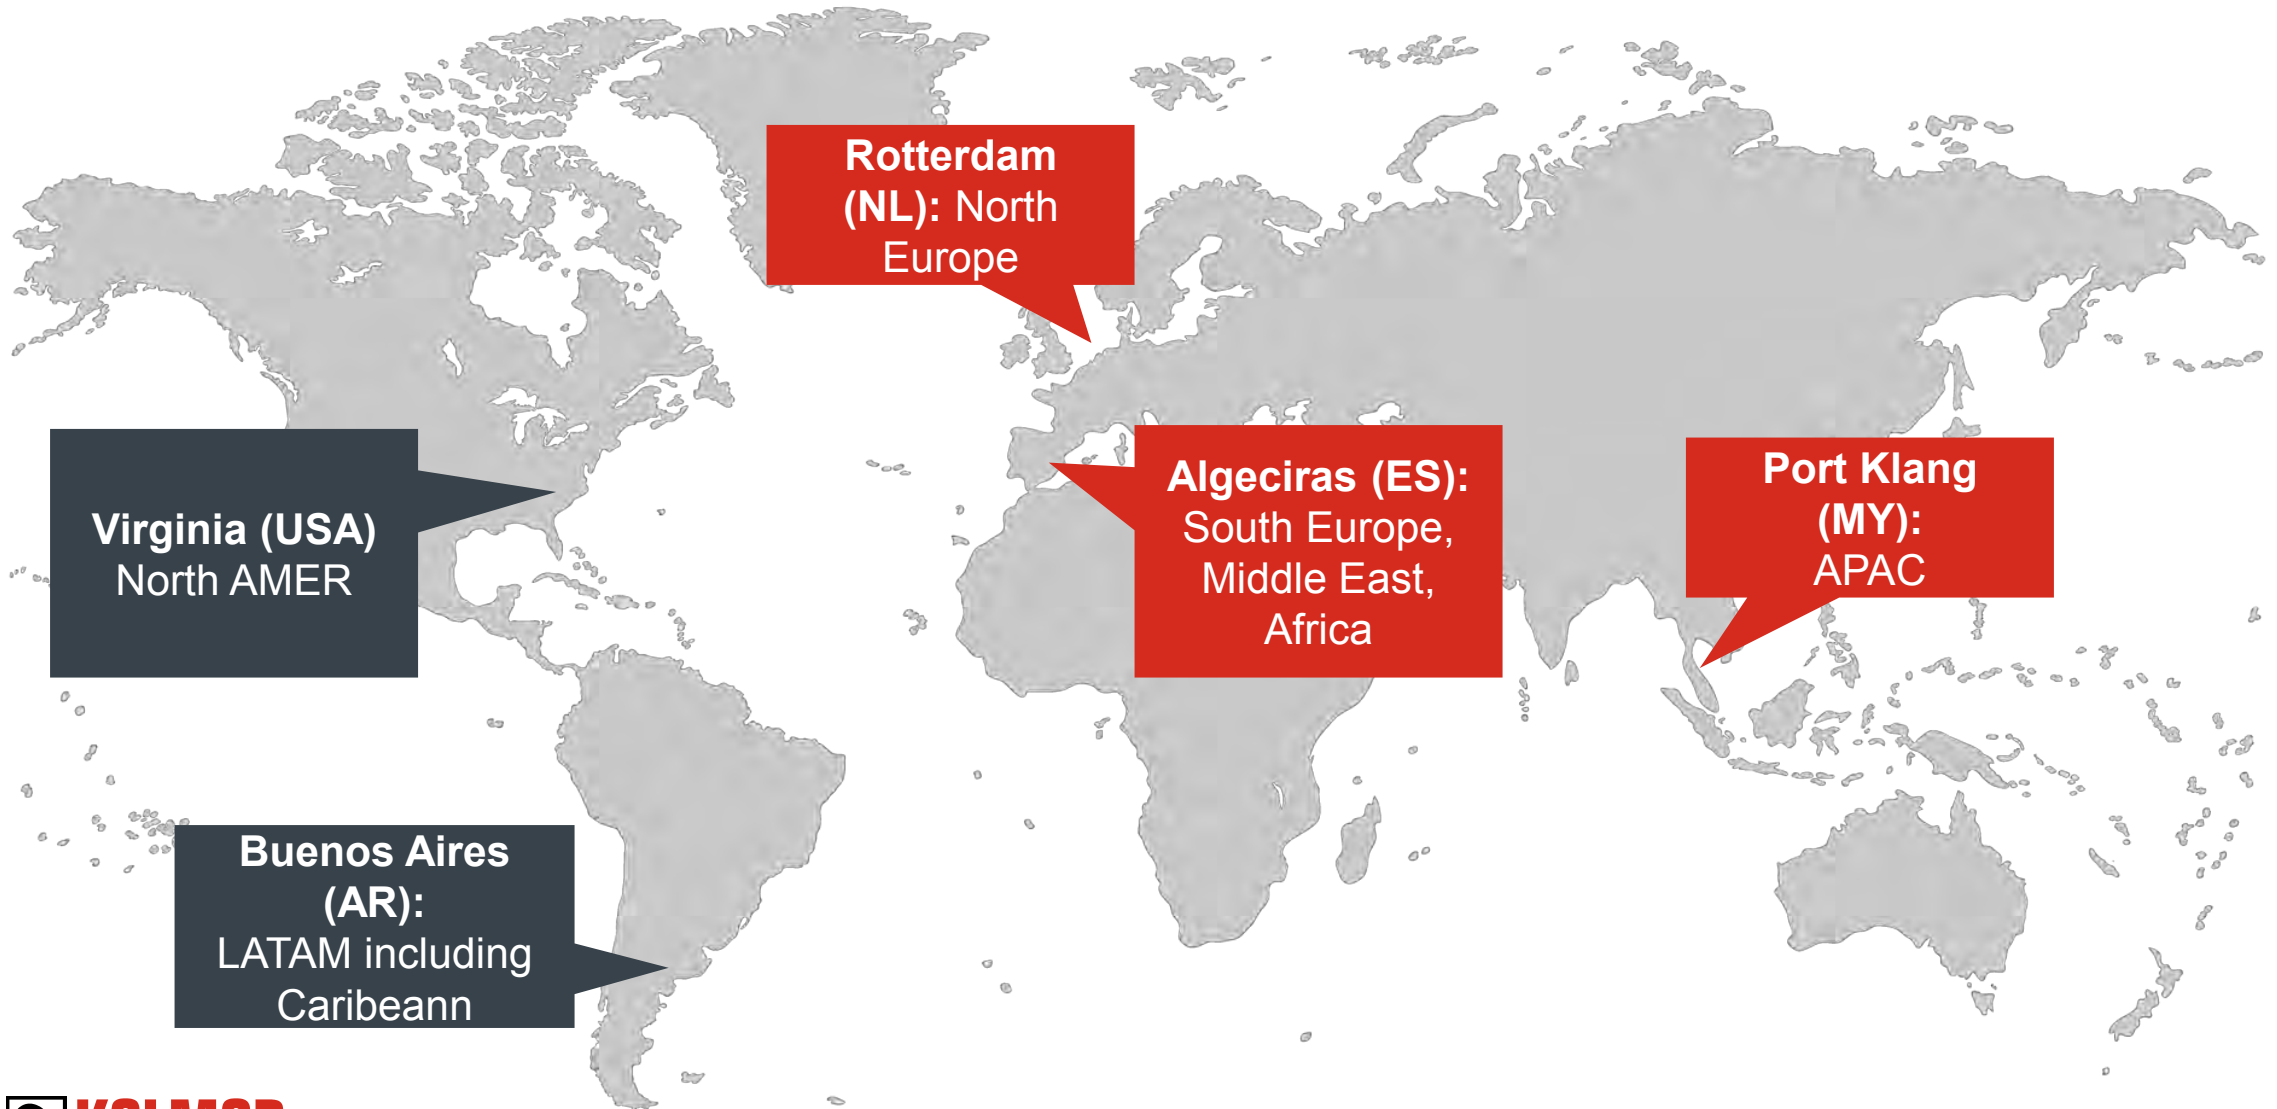 Rotterdam
(NL): North
Europe
Virginia (USA)
North AMER
Algeciras (ES):
South Europe,
Middle East,
Africa
Port Klang
(MY):
APAC
Buenos Aires
(AR):
LATAM including
Caribeann